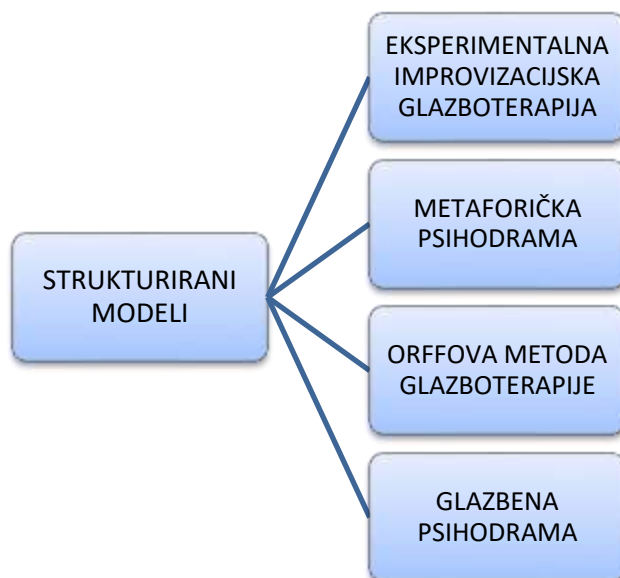 EKSPERIMENTALNA
IMPROVIZACIJSKA
GLAZBOTERAPIJA
METAFORIČKA
PSIHODRAMA
STRUKTURIRANI
MODELI
ORFFOVA METODA
GLAZBOTERAPIJE
GLAZBENA
PSIHODRAMA